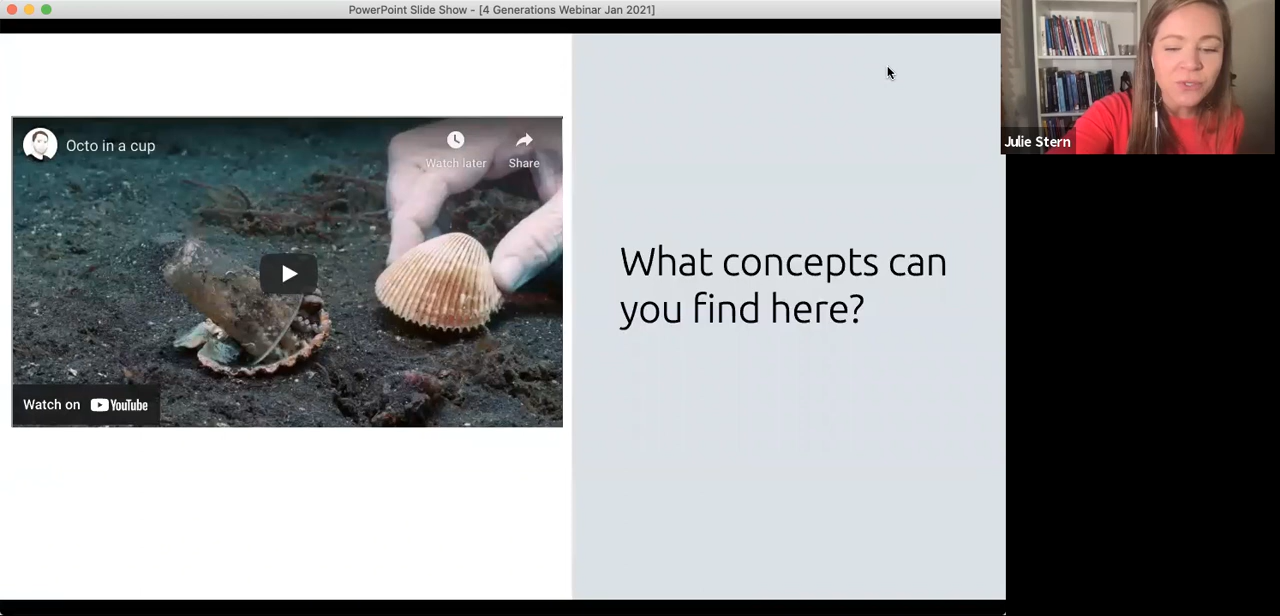 PowerPoint Slide Show - [4 Generations Webinar Jan 2021]
Octo in a cup
Watch later
Share
Watch on YouTube
What concepts can
you find here?
Julie Stern